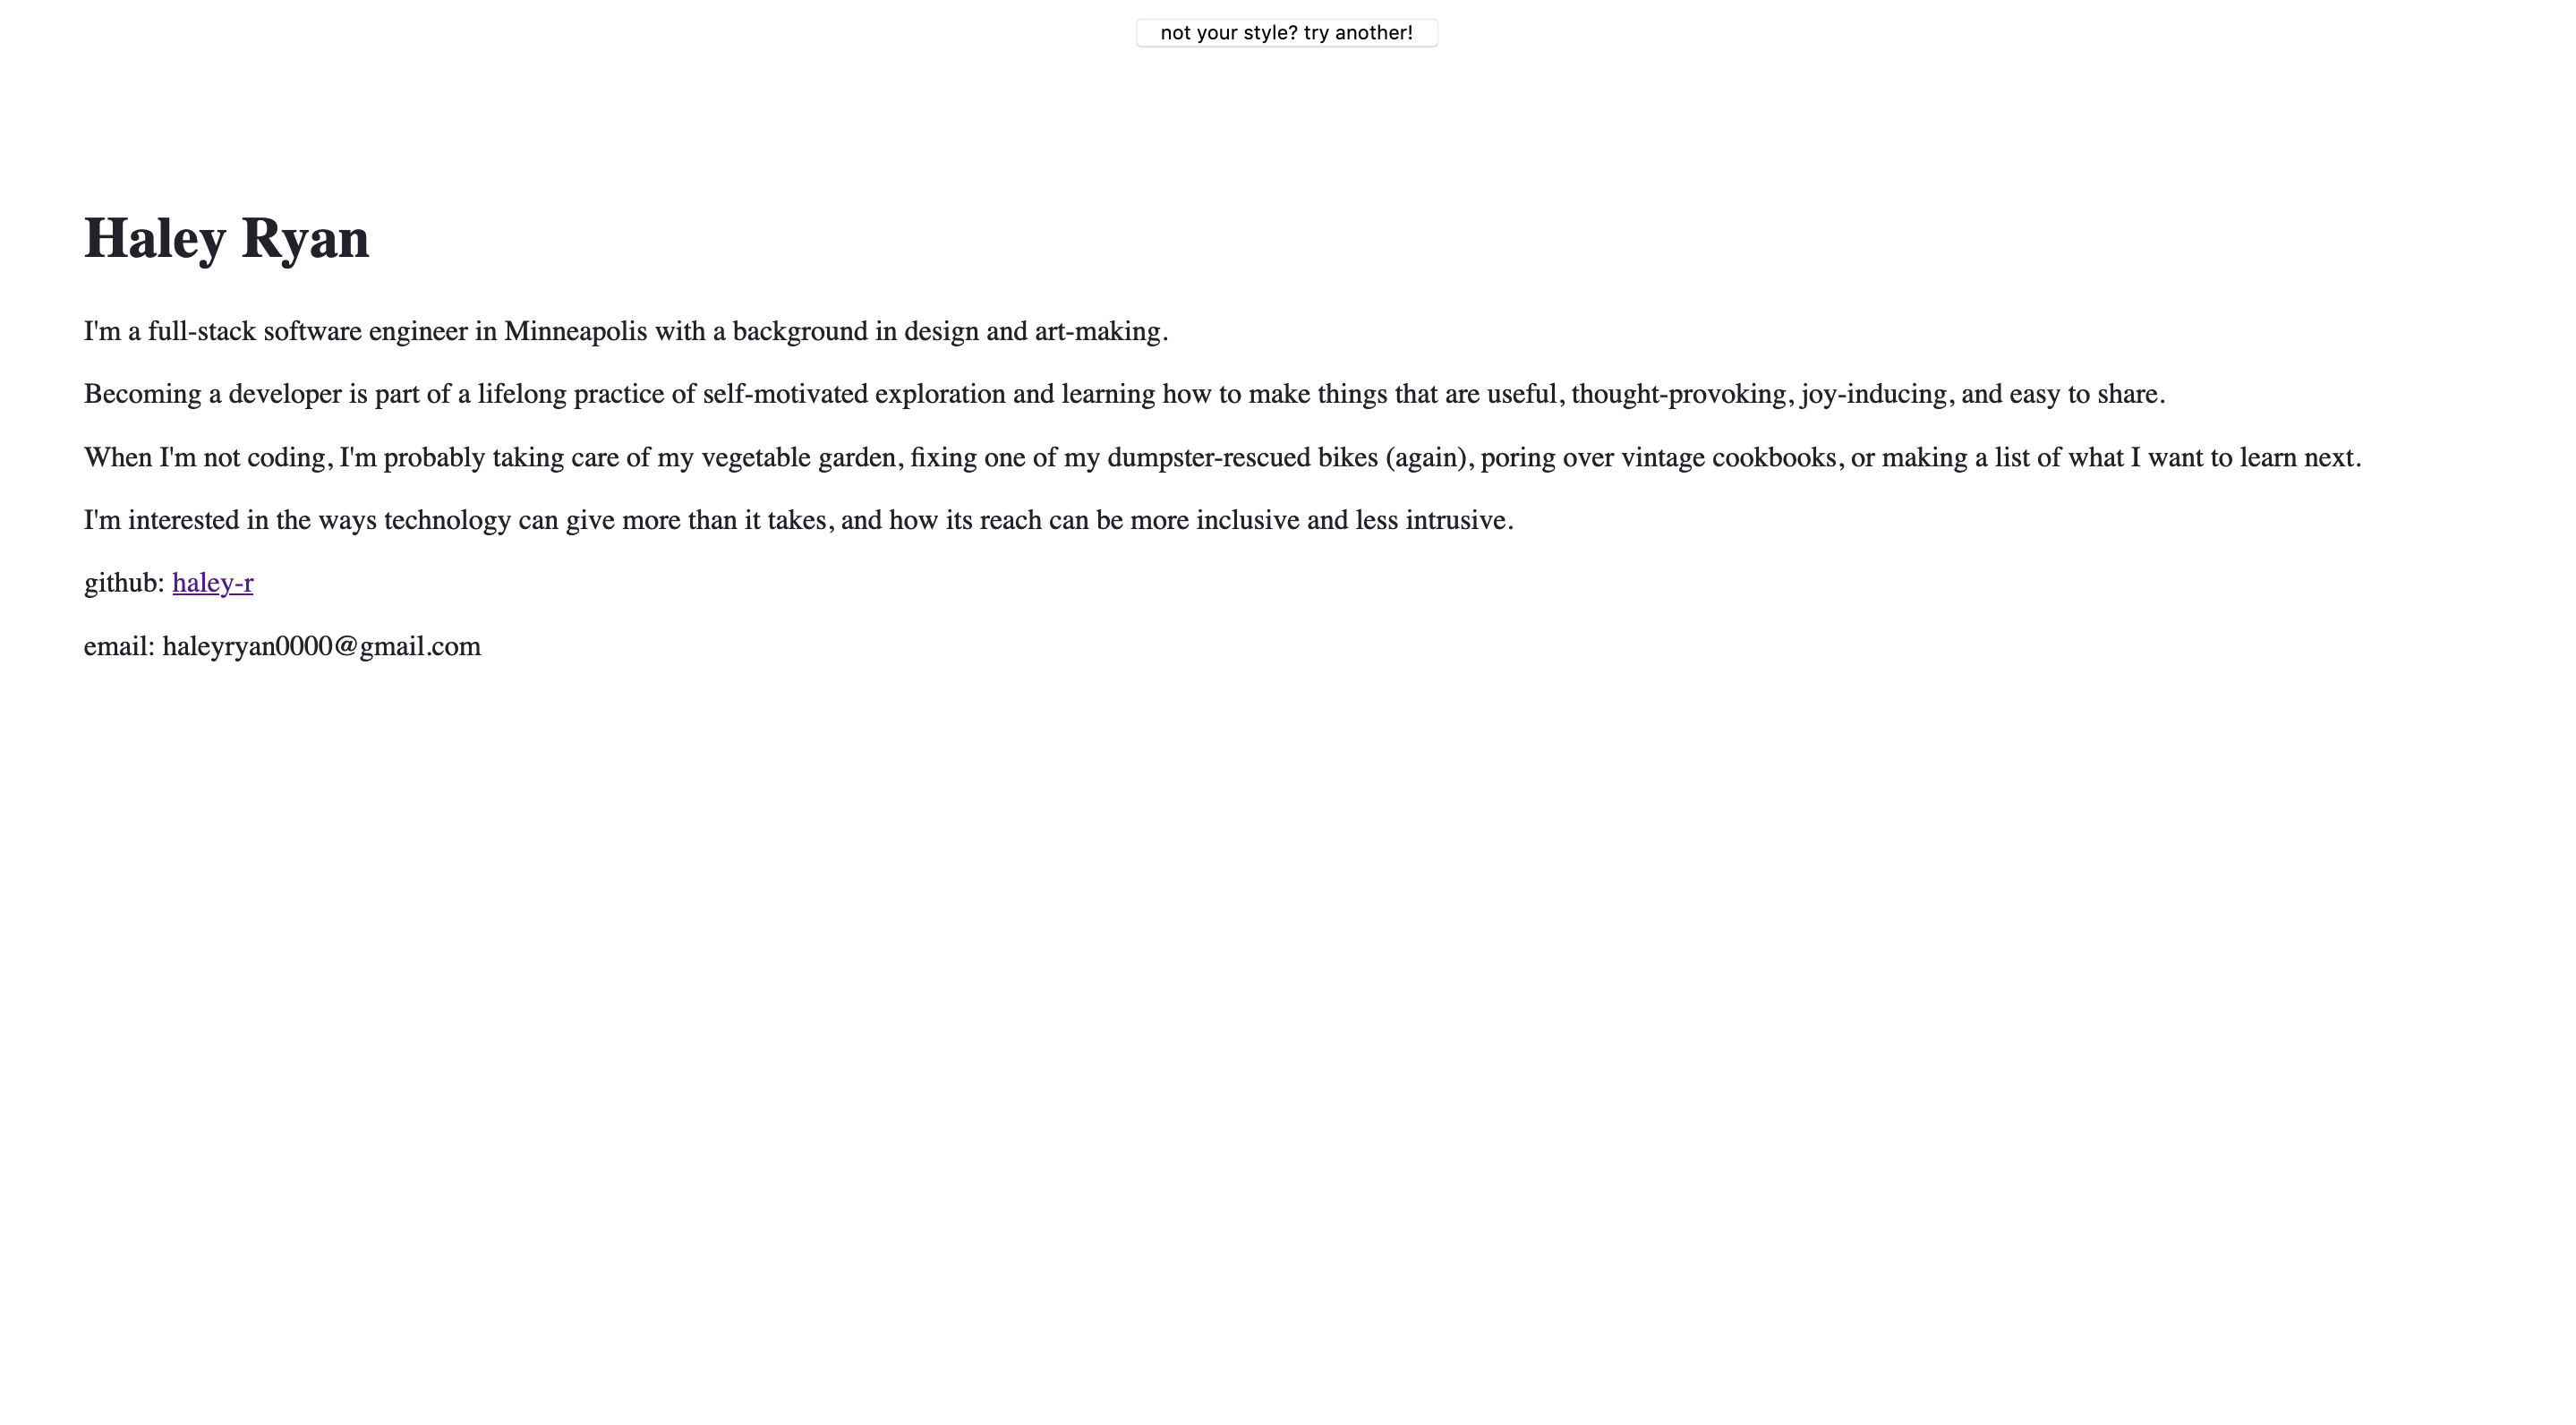 not your style? try another!
Haley Ryan
I'm a full-stack software engineer in Minneapolis with a background in design and art-making.
Becoming a developer is part of a lifelong practice of self-motivated exploration and learning how to make things that are useful, thought-provoking, joy-inducing, and easy to share.
When I'm not coding, I'm probably taking care of my vegetable garden, fixing one of my dumpster-rescued bikes (again), poring over vintage cookbooks, or making a list of what I want to learn next.
I'm interested in the ways technology can give more than it takes, and how its reach can be more inclusive and less intrusive.
github: haley-r
email: haleyryan0000@gmail.com